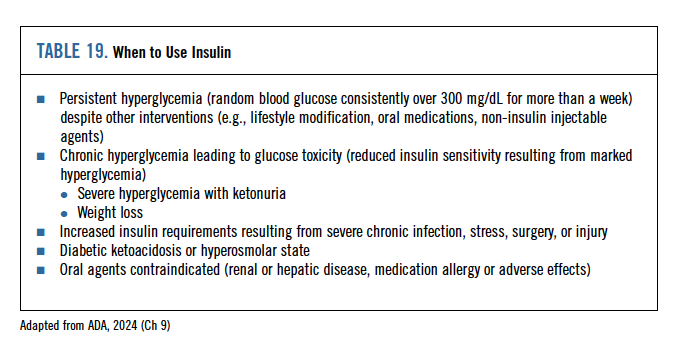 TABLE 19. When to Use Insulin
■ Persistent hyperglycemia (random blood glucose consistently over 300 mg/dL for more than a week)
despite other interventions (e.g., lifestyle modification, oral medications, non-insulin injectable
agents)
■ Chronic hyperglycemia leading to glucose toxicity (reduced insulin sensitivity resulting from marked
hyperglycemia)
● Severe hyperglycemia with ketonuria
● Weight loss
■ Increased insulin requirements resulting from severe chronic infection, stress, surgery, or injury
■ Diabetic ketoacidosis or hyperosmolar state
■ Oral agents contraindicated (renal or hepatic disease, medication allergy or adverse effects)
Adapted from ADA, 2024 (Ch 9)